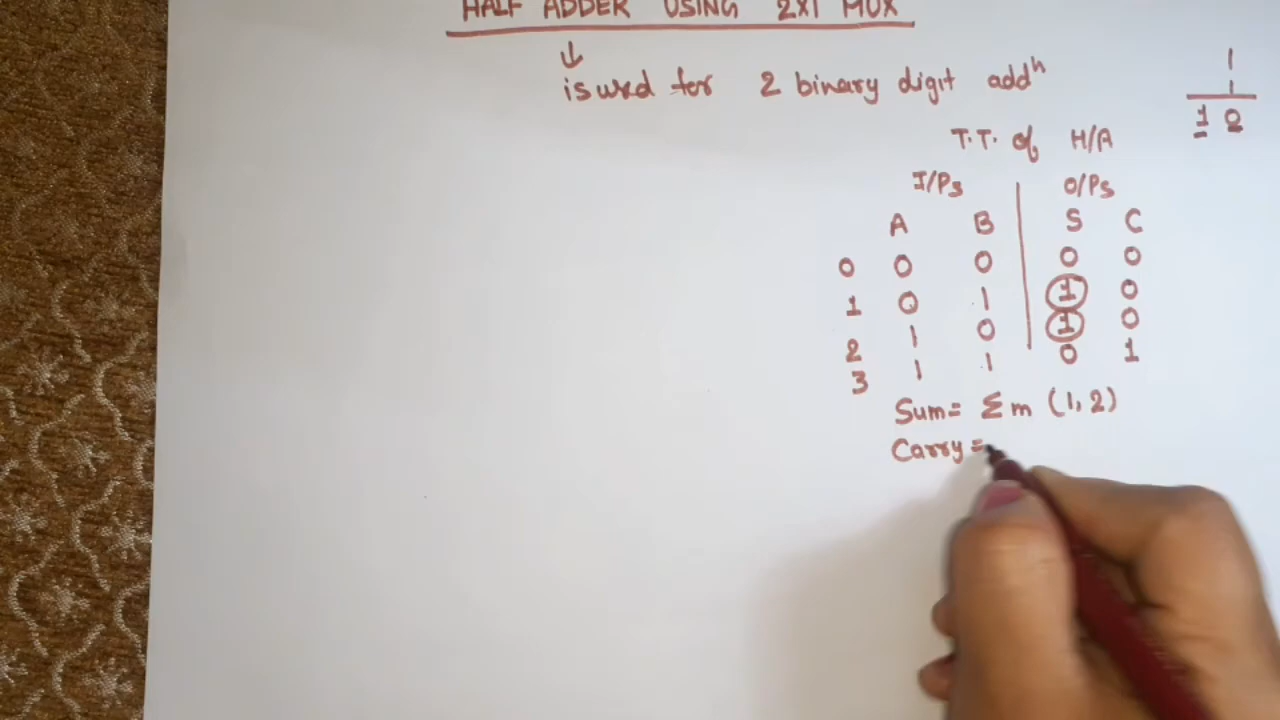 HALF ADDER USING 2X1 MUX
↓
is used for 2 binary digit addn
1
1
1 0
T.T. of H/A
I/Ps O/Ps
A B S C
0 0 0 0 0
1 0 1 1 0
2 1 0 1 0
3 1 1 0 1
Sum= Σm (1,2)
Carry=